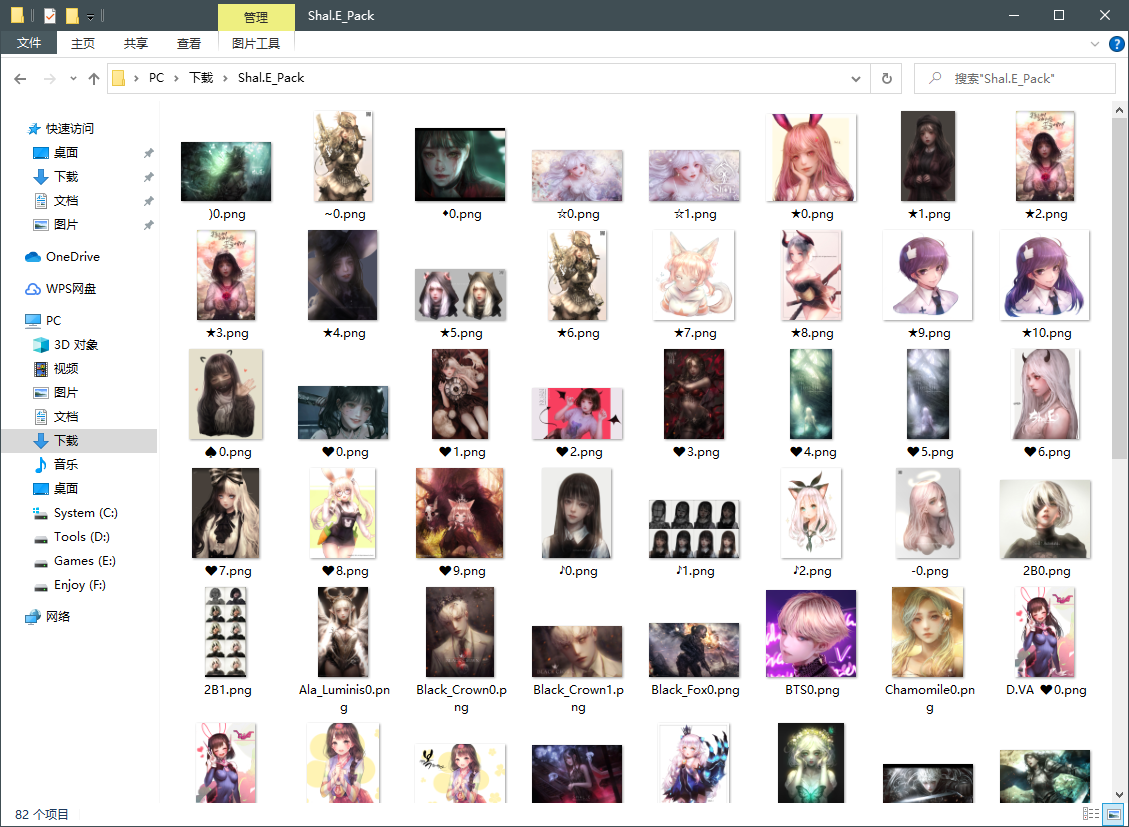 管理
Shal.E_Pack
文件
主页
共享
查看
图片工具
PC
下载
Shal.E_Pack
搜索"Shal.E_Pack"
快速访问
桌面
下载
文档
图片
OneDrive
WPS网盘
PC
3D 对象
视频
图片
文档
下载
音乐
桌面
System (C:)
Tools (D:)
Games (E:)
Enjoy (F:)
网络
)0.png
~0.png
♦0.png
☆0.png
☆1.png
★0.png
★1.png
★2.png
★3.png
★4.png
★5.png
★6.png
★7.png
★8.png
★9.png
★10.png
♠0.png
♥0.png
♥1.png
♥2.png
♥3.png
♥4.png
♥5.png
♥6.png
♥7.png
♥8.png
♥9.png
♪0.png
♪1.png
♪2.png
-0.png
2B0.png
2B1.png
Ala_Luminis0.pn
g
Black_Crown0.p
ng
Black_Crown1.p
ng
Black_Fox0.png
BTS0.png
Chamomile0.pn
g
D.VA ♥0.png
82 个项目